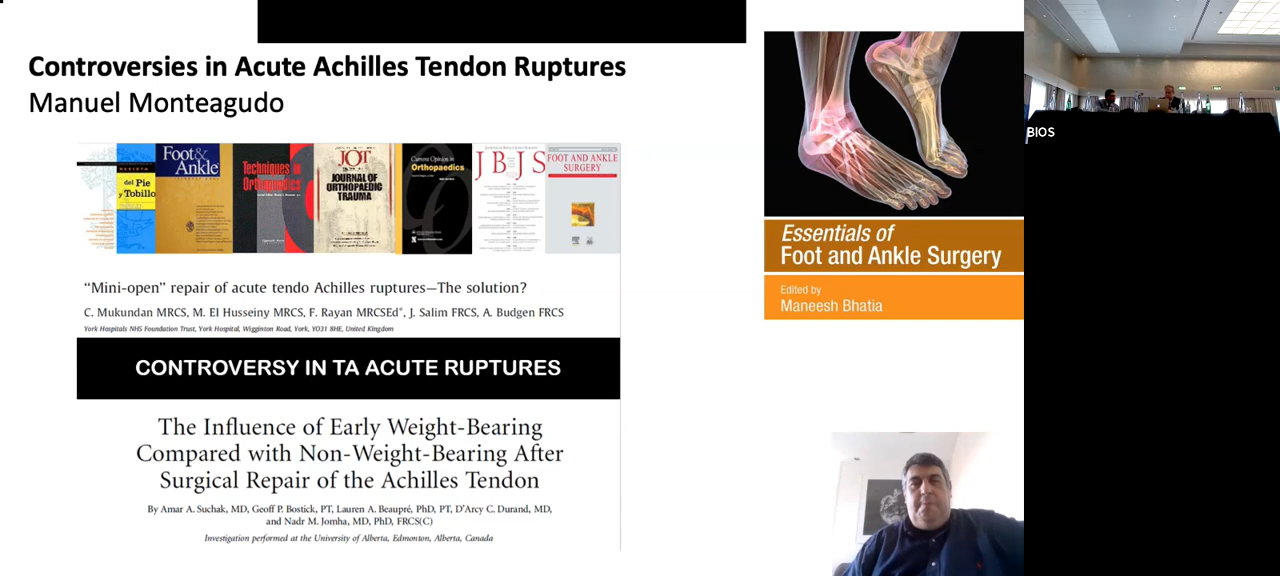 Controversies in Acute Achilles Tendon Ruptures
Manuel Monteagudo
del Pie
y Tobillo
Foot&
Ankle
Techniques in
Orthopaedics
JOT
JOURNAL OF
ORTHOPAEDIC
TRAUMA
Current Opinion in
Orthopaedics
JBJS
FOOT AND ANKLE
SURGERY
“Mini-open” repair of acute tendo Achilles ruptures—The solution?
C. Mukundan MRCS, M. El Husseiny MRCS, F. Rayan MRCSEd*, J. Salim FRCS, A. Budgen FRCS
York Hospitals NHS Foundation Trust, York Hospital, Wigginton Road, York, YO31 8HE, United Kingdom
CONTROVERSY IN TA ACUTE RUPTURES
The Influence of Early Weight-Bearing
Compared with Non-Weight-Bearing After
Surgical Repair of the Achilles Tendon
By Amar A. Suchak, MD, Geoff P. Bostick, PT, Lauren A. Beaupré, PhD, PT, D'Arcy C. Durand, MD,
and Nadr M. Jomha, MD, PhD, FRCS(C)
Investigation performed at the University of Alberta, Edmonton, Alberta, Canada
Essentials of
Foot and Ankle Surgery
Edited by
Maneesh Bhatia
BIOS